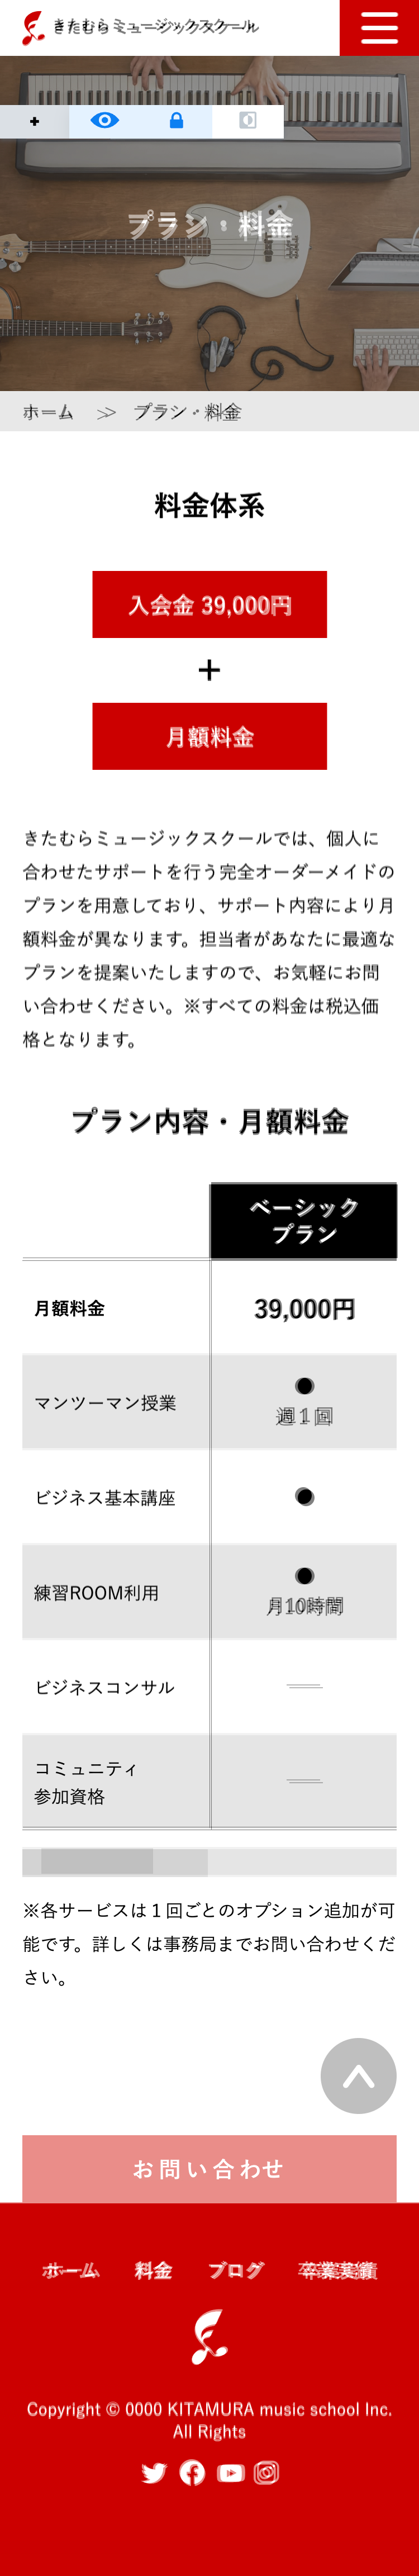 きたむらミュージックスクール
プラン・料金
ホーム ≫ プラン・料金
料金体系
入会金 39,000円
+
月額料金
きたむらミュージックスクールでは、個人に
合わせたサポートを行う完全オーダーメイドの
プランを用意しており、サポート内容により月
額料金が異なります。担当者があなたに最適な
プランを提案いたしますので、お気軽にお問
い合わせください。※すべての料金は税込価
格となります。
プラン内容・月額料金
ベーシック
プラン
月額料金 39,000円
マンツーマン授業 ●
週１回
ビジネス基本講座 ●
練習ROOM利用 ●
月10時間
ビジネスコンサル —
コミュニティ
参加資格 —
※各サービスは１回ごとのオプション追加が可
能です。詳しくは事務局までお問い合わせくだ
さい。
お問い合わせ
ホーム 料金 ブログ 卒業実績
Copyright © 0000 KITAMURA music school Inc.
All Rights